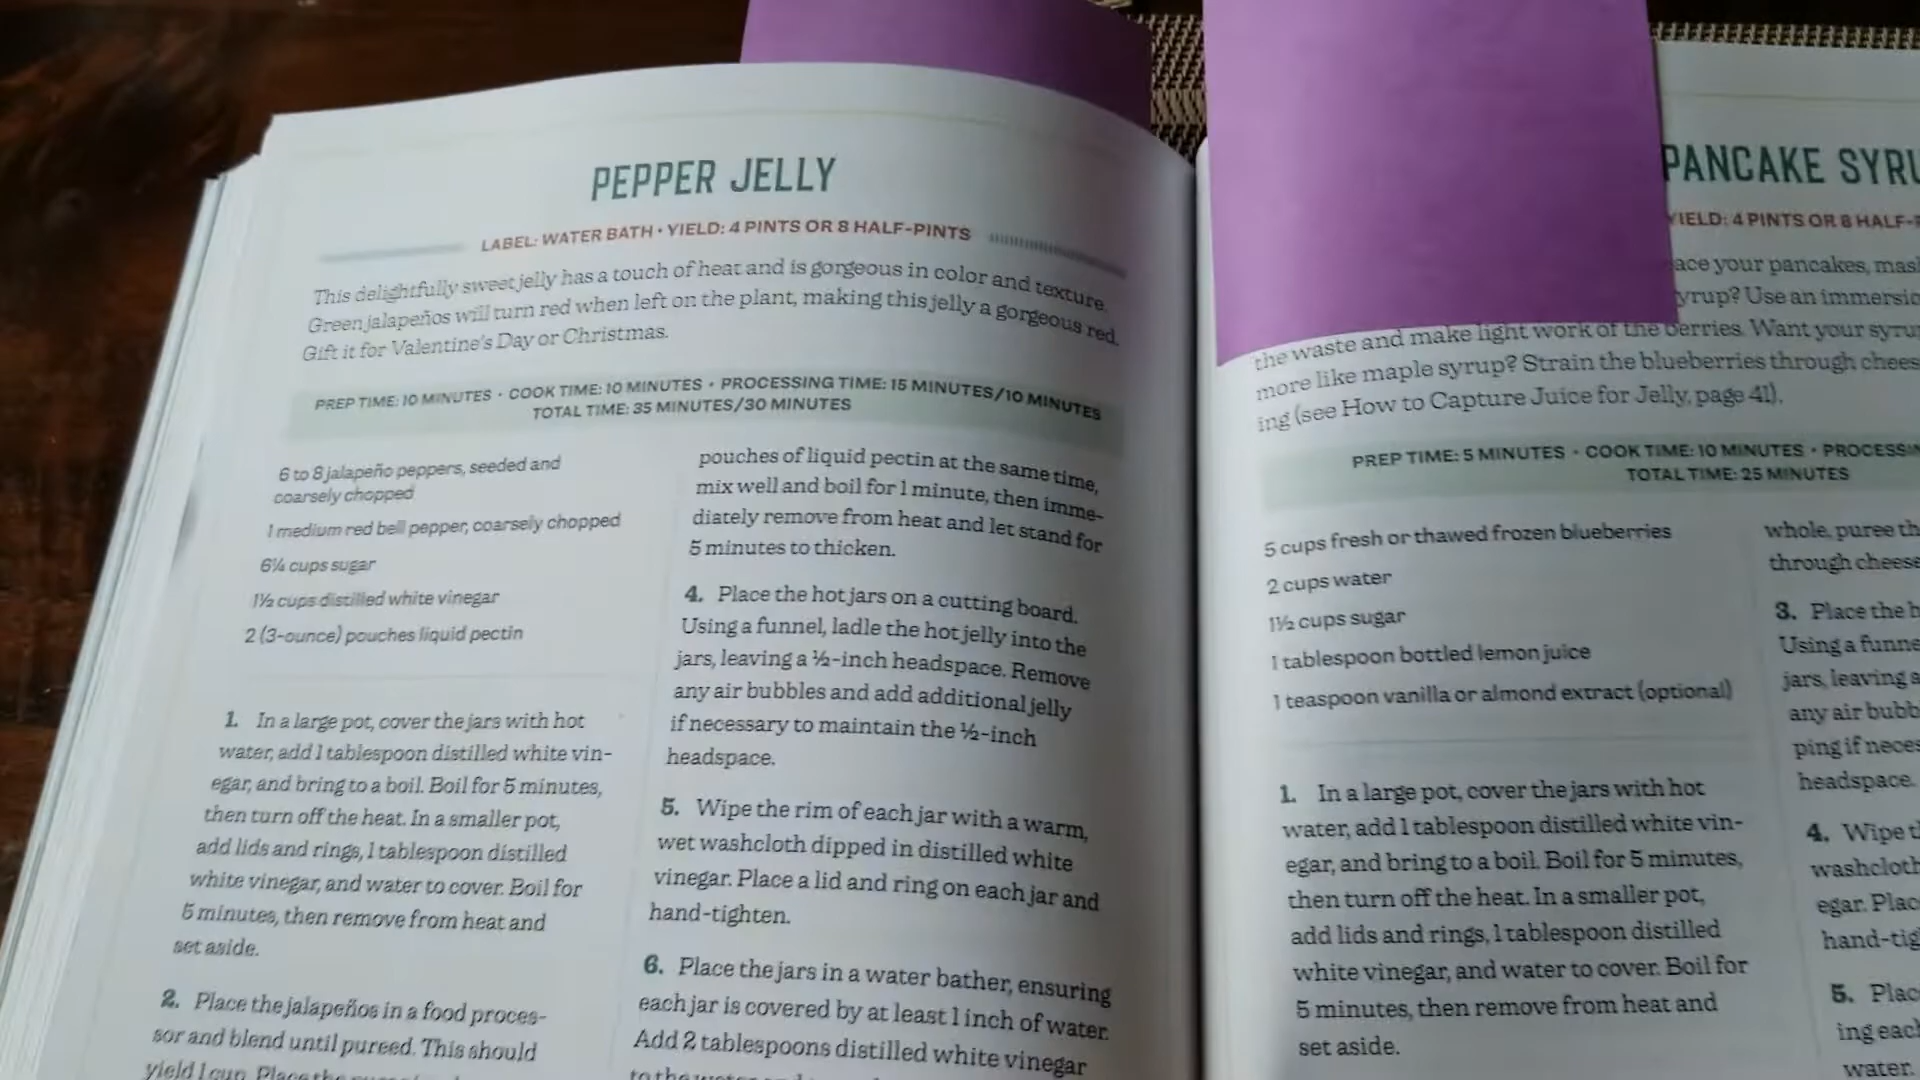 PEPPER JELLY
LABEL: WATER BATH • YIELD: 4 PINTS OR 8 HALF-PINTS
This delightfully sweet jelly has a touch of heat and is gorgeous in color and texture.
Green jalapeños will turn red when left on the plant, making this jelly a gorgeous red.
Gift it for Valentine's Day or Christmas.
PREP TIME: 10 MINUTES • COOK TIME: 10 MINUTES • PROCESSING TIME: 15 MINUTES/10 MINUTES
TOTAL TIME: 35 MINUTES/30 MINUTES
6 to 8 jalapeño peppers, seeded and
coarsely chopped
1 medium red bell pepper, coarsely chopped
6¼ cups sugar
1½ cups distilled white vinegar
2 (3-ounce) pouches liquid pectin
1. In a large pot, cover the jars with hot
water, add 1 tablespoon distilled white vin-
egar, and bring to a boil. Boil for 5 minutes,
then turn off the heat. In a smaller pot,
add lids and rings, 1 tablespoon distilled
white vinegar, and water to cover. Boil for
5 minutes, then remove from heat and
set aside.
2. Place the jalapeños in a food proces-
sor and blend until pureed. This should
yield 1 cup. Place the
pouches of liquid pectin at the same time,
mix well and boil for 1 minute, then imme-
diately remove from heat and let stand for
5 minutes to thicken.
4. Place the hot jars on a cutting board.
Using a funnel, ladle the hot jelly into the
jars, leaving a ½-inch headspace. Remove
any air bubbles and add additional jelly
if necessary to maintain the ½-inch
headspace.
5. Wipe the rim of each jar with a warm,
wet washcloth dipped in distilled white
vinegar. Place a lid and ring on each jar and
hand-tighten.
6. Place the jars in a water bather, ensuring
each jar is covered by at least 1 inch of water.
Add 2 tablespoons distilled white vinegar
to the water
PANCAKE SYRU
YIELD: 4 PINTS OR 8 HALF-P
ace your pancakes, mas
yrup? Use an immersio
the waste and make light work of the berries. Want your syru
more like maple syrup? Strain the blueberries through chees
ing (see How to Capture Juice for Jelly, page 41).
PREP TIME: 5 MINUTES • COOK TIME: 10 MINUTES • PROCESSIN
TOTAL TIME: 25 MINUTES
5 cups fresh or thawed frozen blueberries
2 cups water
1½ cups sugar
1 tablespoon bottled lemon juice
1 teaspoon vanilla or almond extract (optional)
1. In a large pot, cover the jars with hot
water, add 1 tablespoon distilled white vin-
egar, and bring to a boil. Boil for 5 minutes,
then turn off the heat. In a smaller pot,
add lids and rings, 1 tablespoon distilled
white vinegar, and water to cover. Boil for
5 minutes, then remove from heat and
set aside.
whole, puree th
through cheese
3. Place the h
Using a funne
jars, leaving a
any air bubb
ping if neces
headspace.
4. Wipe t
washcloth
egar. Plac
hand-tig
5. Plac
ing each
water.